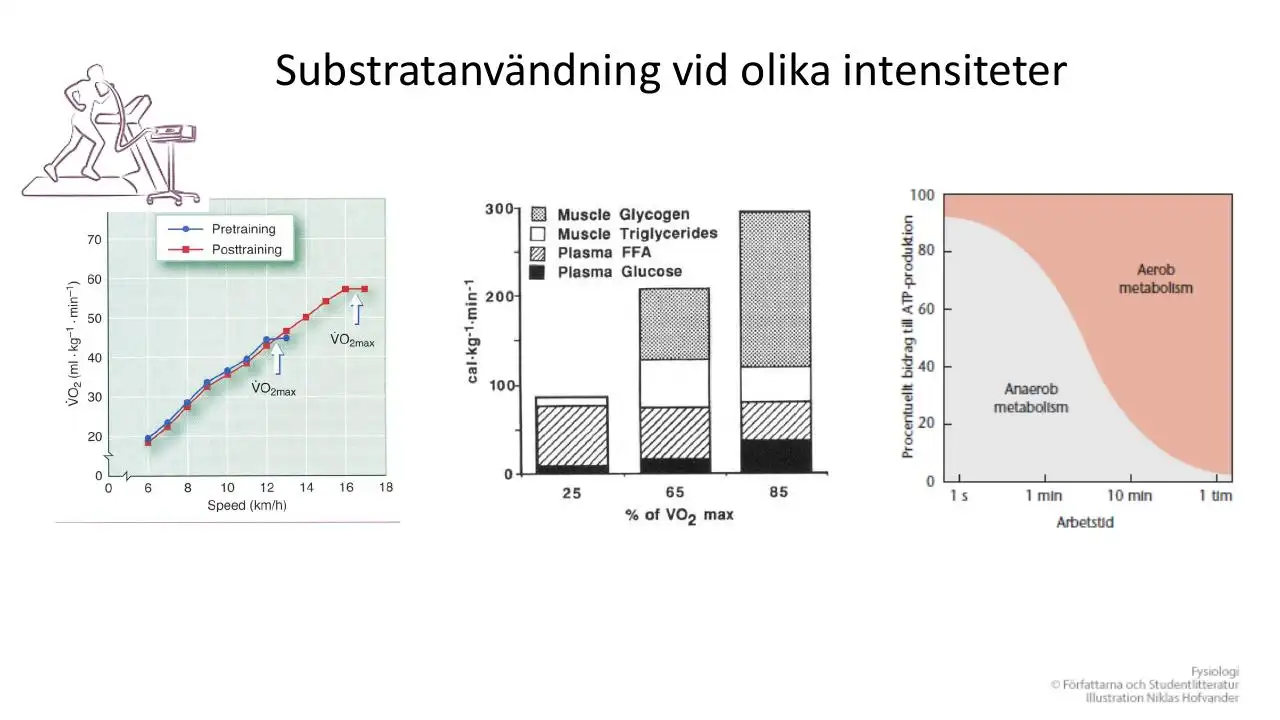 Substratanvändning vid olika intensiteter
Pretraining
Posttraining
V̇O2 (ml · kg–1 · min–1)
70
60
50
40
30
20
0
V̇O2max
V̇O2max
0 6 8 10 12 14 16 18
Speed (km/h)
Muscle Glycogen
Muscle Triglycerides
Plasma FFA
Plasma Glucose
cal·kg-1·min-1
300
200
100
0
25 65 85
% of VO2 max
Procentuellt bidrag till ATP-produktion
100
80
60
40
20
0
Aerob
metabolism
Anaerob
metabolism
1 s 1 min 10 min 1 tim
Arbetstid
Fysiologi
© Författarna och Studentlitteratur
Illustration Niklas Hofvander